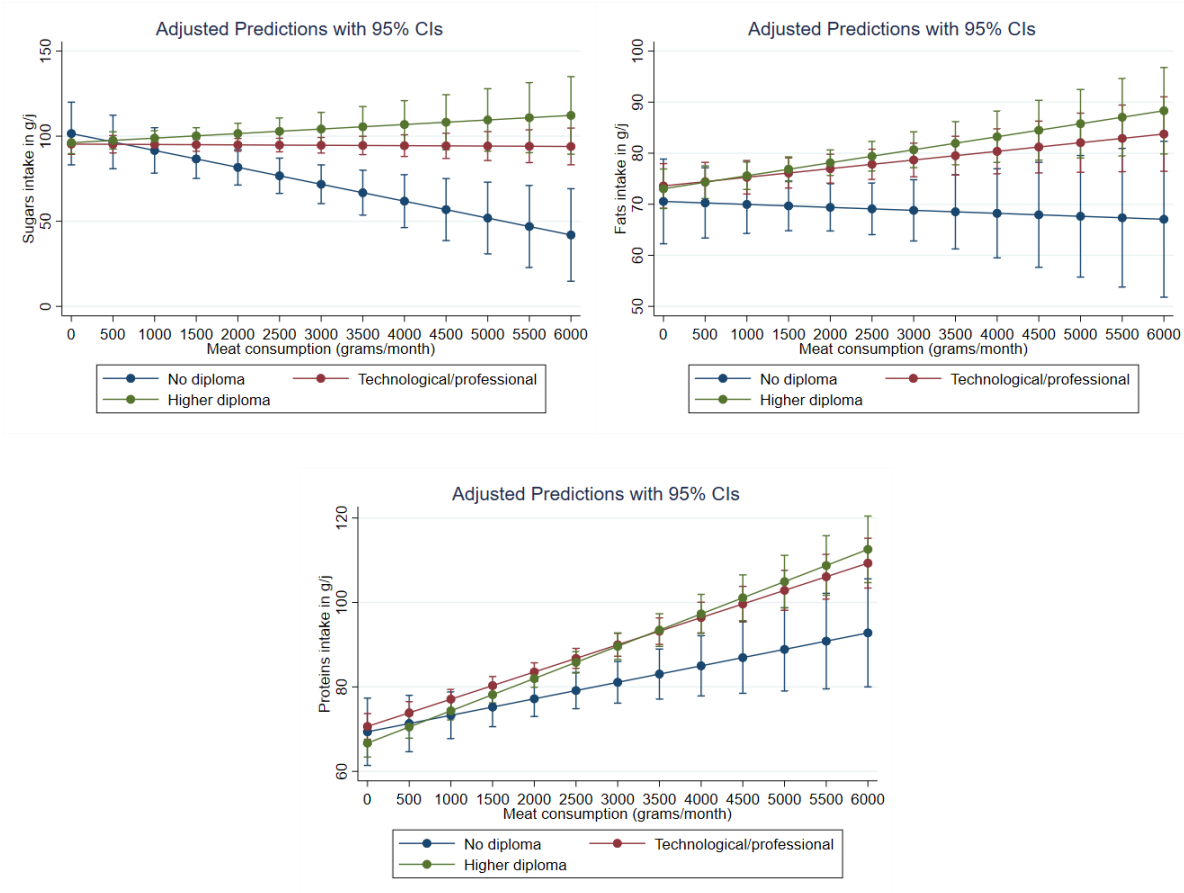 Adjusted Predictions with 95% CIs
Sugars intake in g/j
150
100
50
0
0 500 1000 1500 2000 2500 3000 3500 4000 4500 5000 5500 6000
Meat consumption (grams/month)
No diploma Technological/professional
Higher diploma
Adjusted Predictions with 95% CIs
Fats intake in g/j
100
90
80
70
60
50
0 500 1000 1500 2000 2500 3000 3500 4000 4500 5000 5500 6000
Meat consumption (grams/month)
No diploma Technological/professional
Higher diploma
Adjusted Predictions with 95% CIs
Proteins intake in g/j
120
100
80
60
0 500 1000 1500 2000 2500 3000 3500 4000 4500 5000 5500 6000
Meat consumption (grams/month)
No diploma Technological/professional
Higher diploma